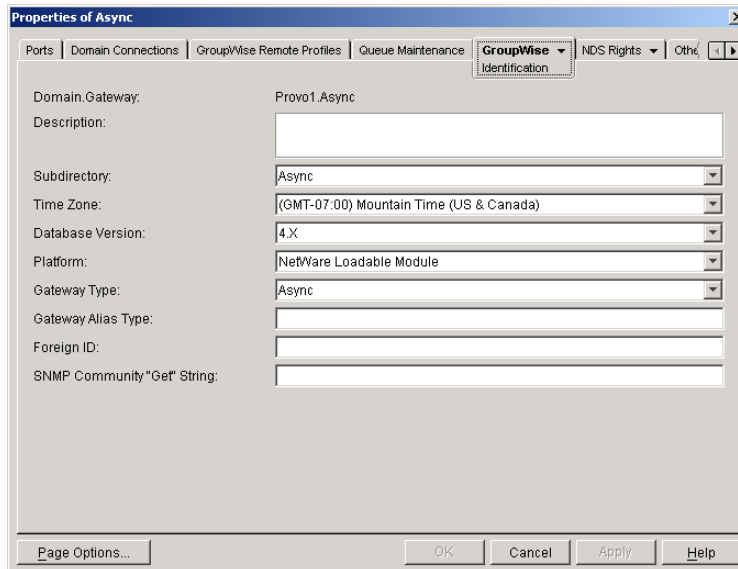 Properties of Async
Ports Domain Connections GroupWise Remote Profiles Queue Maintenance GroupWise NDS Rights Othe
Identification
Domain.Gateway: Provo1.Async
Description:
Subdirectory: Async
Time Zone: (GMT-07:00) Mountain Time (US & Canada)
Database Version: 4.X
Platform: NetWare Loadable Module
Gateway Type: Async
Gateway Alias Type:
Foreign ID:
SNMP Community "Get" String:
Page Options... OK Cancel Apply Help